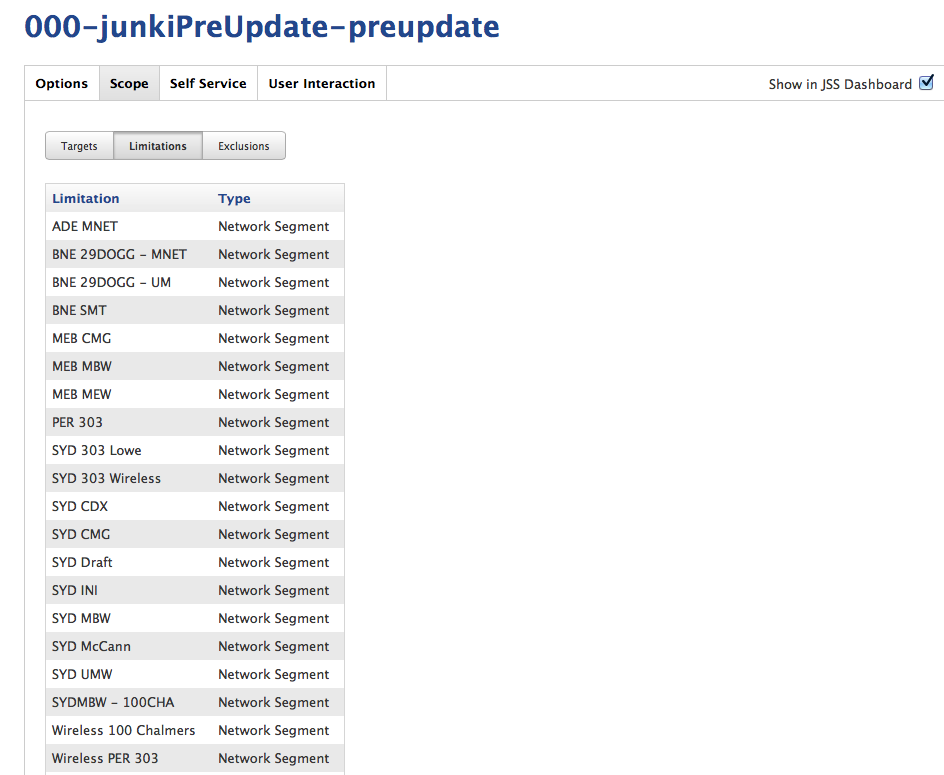 000-junkiPreUpdate-preupdate
Options Scope Self Service User Interaction Show in JSS Dashboard
Targets Limitations Exclusions
Limitation Type
ADE MNET Network Segment
BNE 29DOGG - MNET Network Segment
BNE 29DOGG - UM Network Segment
BNE SMT Network Segment
MEB CMG Network Segment
MEB MBW Network Segment
MEB MEW Network Segment
PER 303 Network Segment
SYD 303 Lowe Network Segment
SYD 303 Wireless Network Segment
SYD CDX Network Segment
SYD CMG Network Segment
SYD Draft Network Segment
SYD INI Network Segment
SYD MBW Network Segment
SYD McCann Network Segment
SYD UMW Network Segment
SYDMBW - 100CHA Network Segment
Wireless 100 Chalmers Network Segment
Wireless PER 303 Network Segment